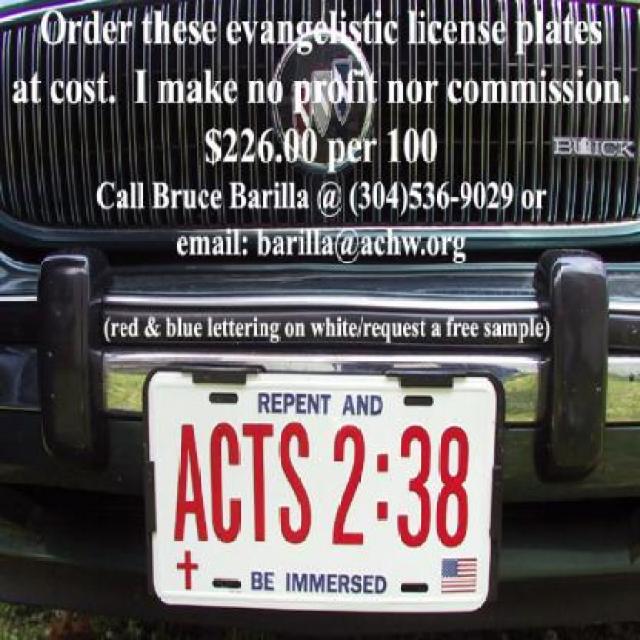 Order these evangelistic license plates
at cost. I make no profit nor commission.
$226.00 per 100
BUICK
Call Bruce Barilla @ (304)536-9029 or
email: barilla@achw.org
(red & blue lettering on white/request a free sample)
REPENT AND
ACTS 2:38
BE IMMERSED